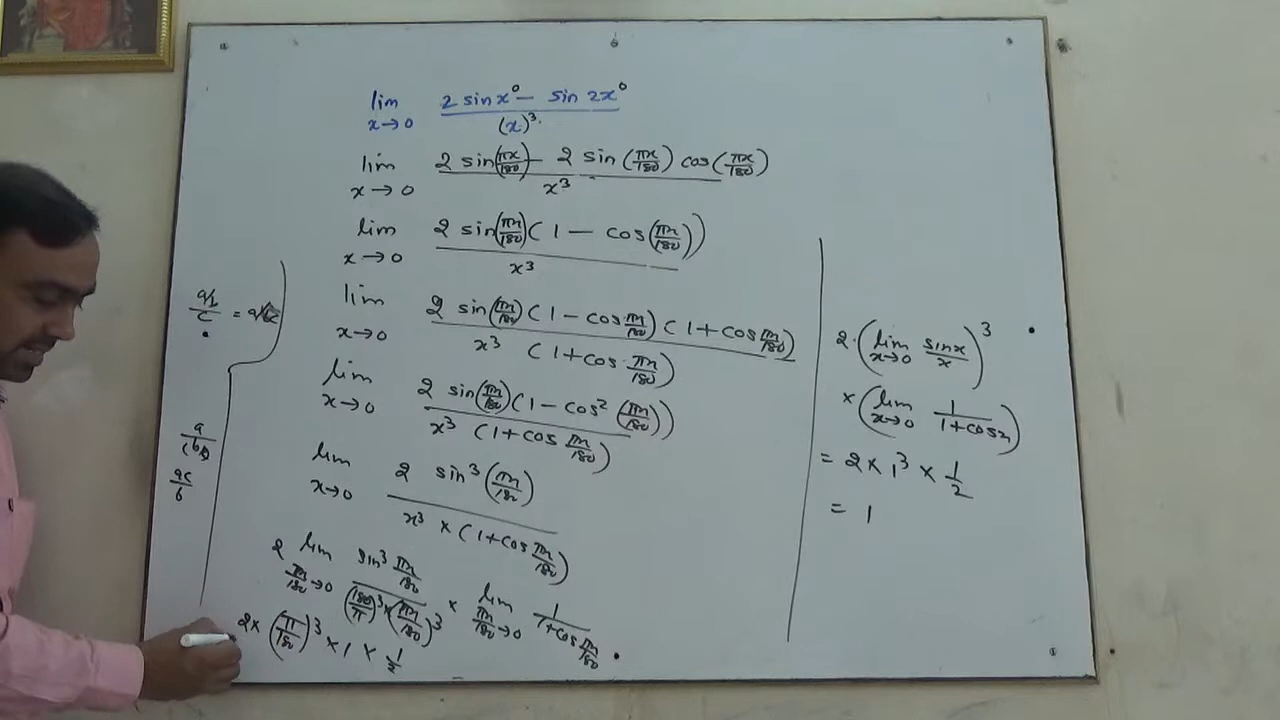 lim x→0 2 sin x° − sin 2x° / (x)³
lim x→0 2 sin(πx/180) − 2 sin (πx/180) cos(πx/180) / x³
lim x→0 2 sin(πx/180) (1 − cos(πx/180)) / x³
lim x→0 2 sin(πx/180) (1 − cos πx/180) (1 + cos πx/180) / x³ (1 + cos πx/180)
lim x→0 2 sin(πx/180) (1 − cos² (πx/180)) / x³ (1 + cos πx/180)
lim x→0 2 sin³ (πx/180) / x³ × (1 + cos πx/180)
2 lim πx/180→0 sin³ πx/180 / (180/π)³ × (πx/180)³ × lim πx/180→0 1 / 1 + cos πx/180
2 × (π/180)³ × 1 × 1/2
a
ac/b
2·(lim x→0 sin x / x)³
× (lim x→0 1 / 1 + cos x)
= 2 × 1³ × 1/2
= 1